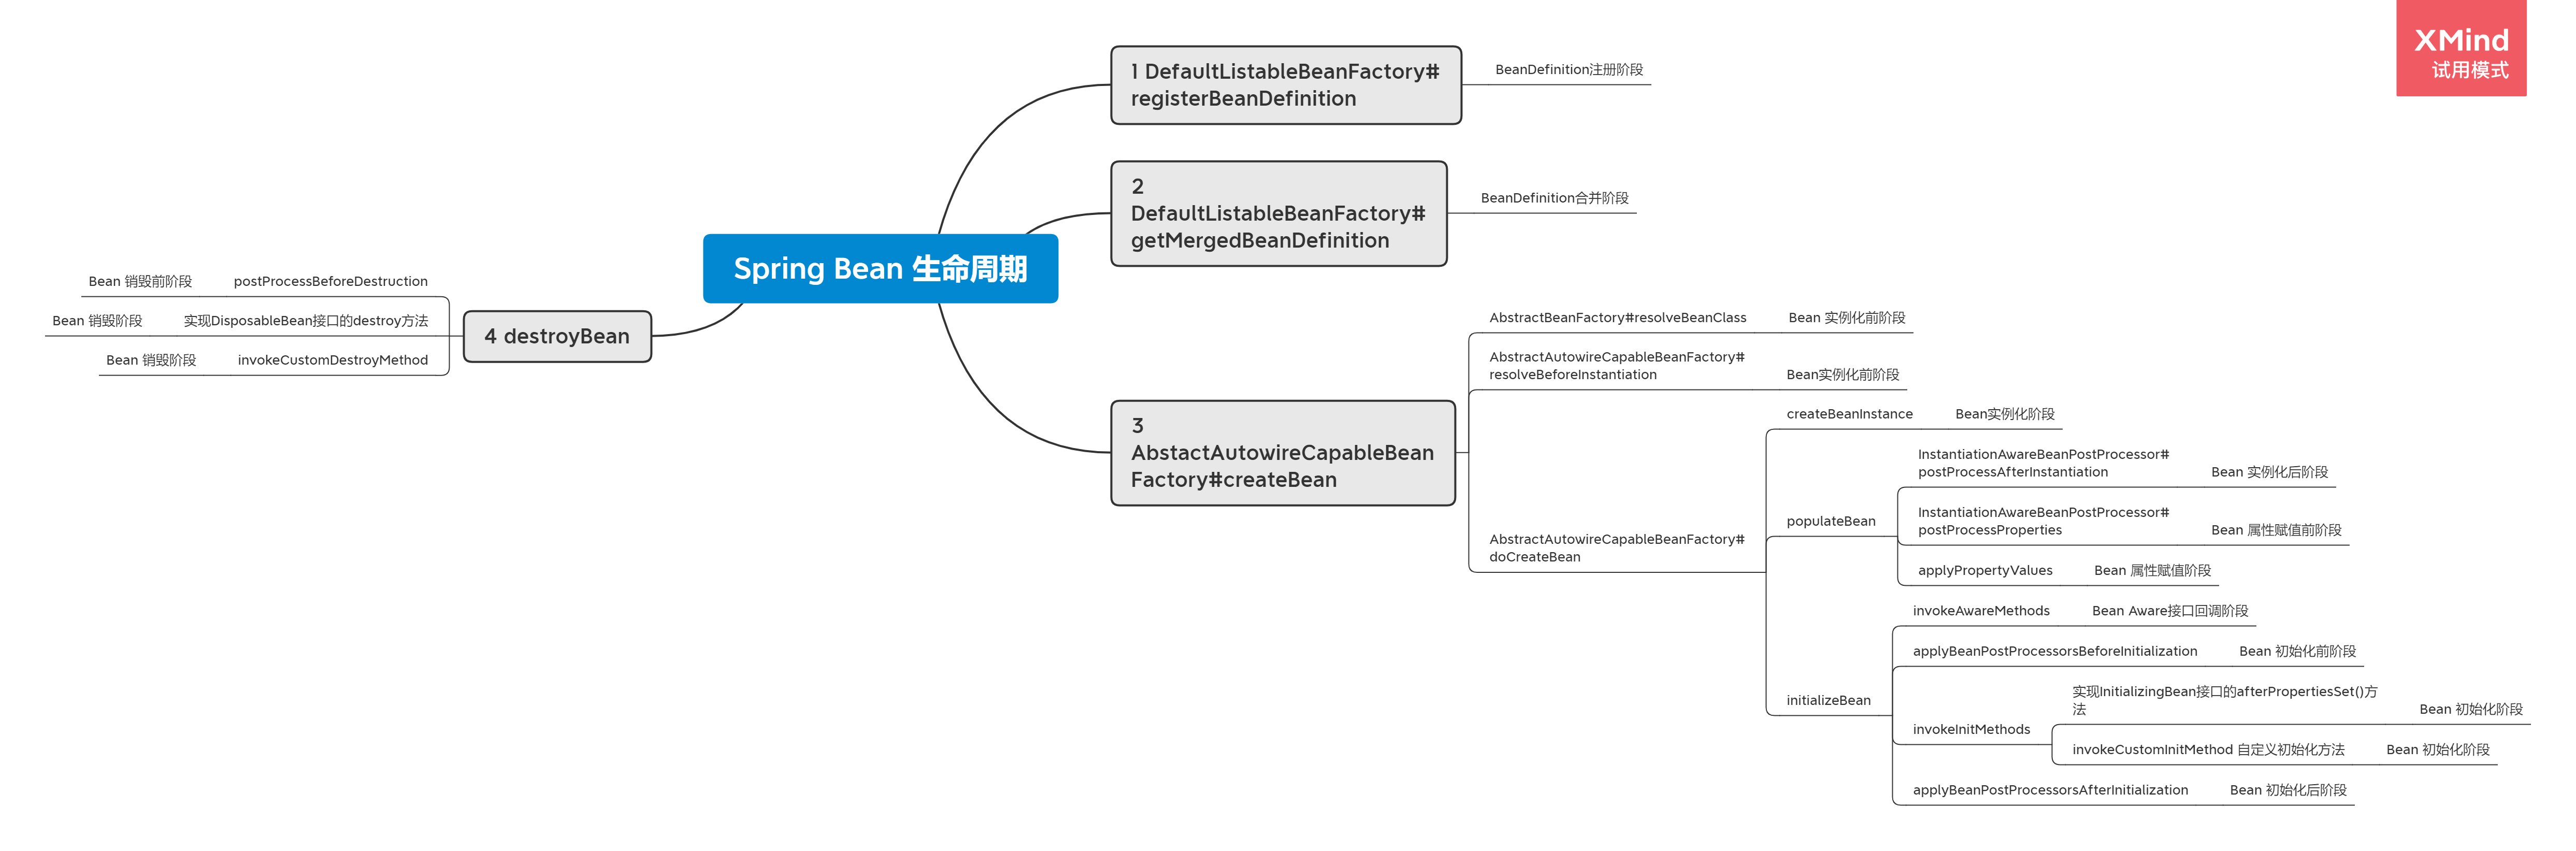 XMind
试用模式
Spring Bean 生命周期
1 DefaultListableBeanFactory#
registerBeanDefinition
BeanDefinition注册阶段
2
DefaultListableBeanFactory#
getMergedBeanDefinition
BeanDefinition合并阶段
3
AbstactAutowireCapableBean
Factory#createBean
AbstractBeanFactory#resolveBeanClass
Bean 实例化前阶段
AbstractAutowireCapableBeanFactory#
resolveBeforeInstantiation
Bean实例化前阶段
AbstractAutowireCapableBeanFactory#
doCreateBean
createBeanInstance
Bean实例化阶段
populateBean
InstantiationAwareBeanPostProcessor#
postProcessAfterInstantiation
Bean 实例化后阶段
InstantiationAwareBeanPostProcessor#
postProcessProperties
Bean 属性赋值前阶段
applyPropertyValues
Bean 属性赋值阶段
initializeBean
invokeAwareMethods
Bean Aware接口回调阶段
applyBeanPostProcessorsBeforeInitialization
Bean 初始化前阶段
invokeInitMethods
实现InitializingBean接口的afterPropertiesSet()方
法
Bean 初始化阶段
invokeCustomInitMethod 自定义初始化方法
Bean 初始化阶段
applyBeanPostProcessorsAfterInitialization
Bean 初始化后阶段
4 destroyBean
postProcessBeforeDestruction
Bean 销毁前阶段
实现DisposableBean接口的destroy方法
Bean 销毁阶段
invokeCustomDestroyMethod
Bean 销毁阶段